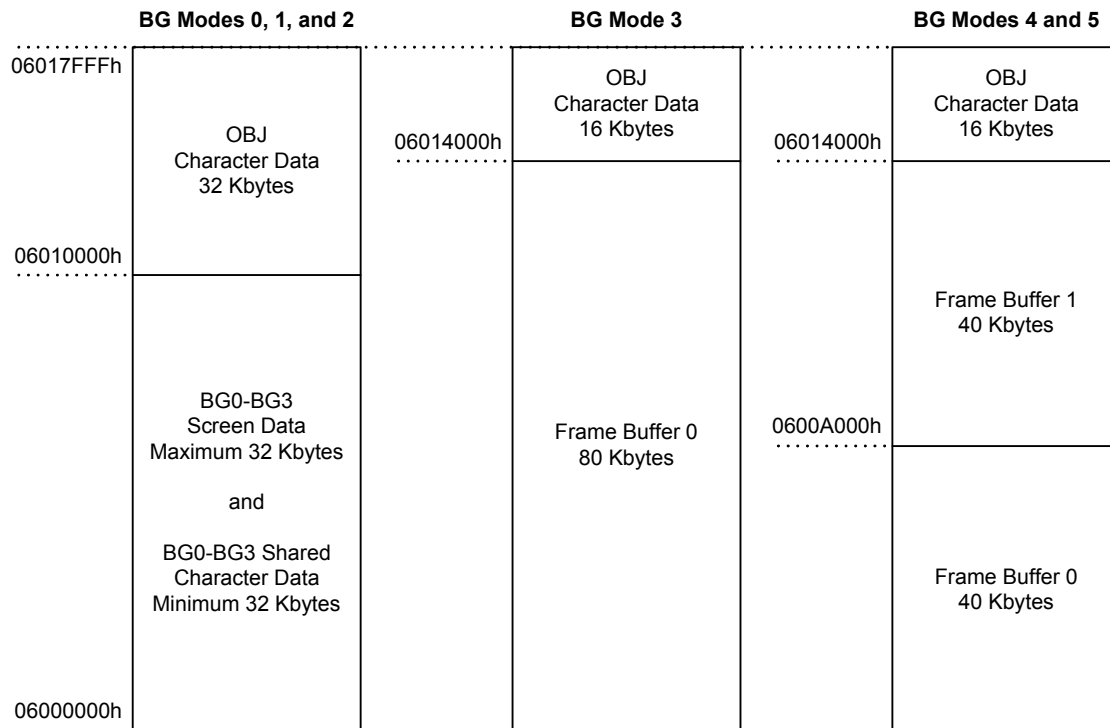 BG Modes 0, 1, and 2
06017FFFh
OBJ
Character Data
32 Kbytes
06010000h
BG0-BG3
Screen Data
Maximum 32 Kbytes
and
BG0-BG3 Shared
Character Data
Minimum 32 Kbytes
06000000h
BG Mode 3
OBJ
Character Data
16 Kbytes
06014000h
Frame Buffer 0
80 Kbytes
BG Modes 4 and 5
OBJ
Character Data
16 Kbytes
06014000h
Frame Buffer 1
40 Kbytes
0600A000h
Frame Buffer 0
40 Kbytes